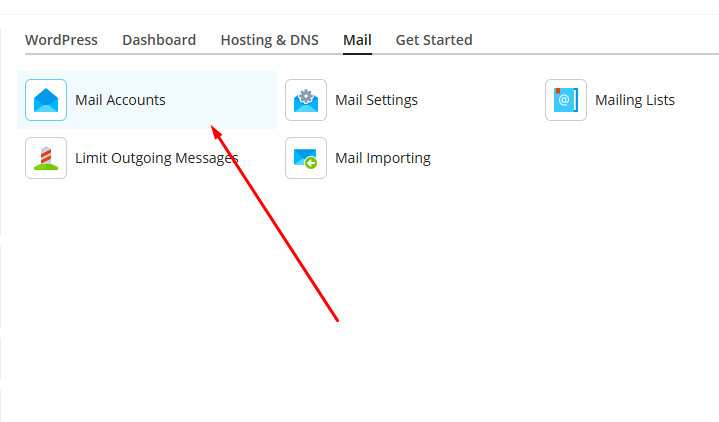 WordPress Dashboard Hosting & DNS Mail Get Started
Mail Accounts Mail Settings Mailing Lists
Limit Outgoing Messages Mail Importing